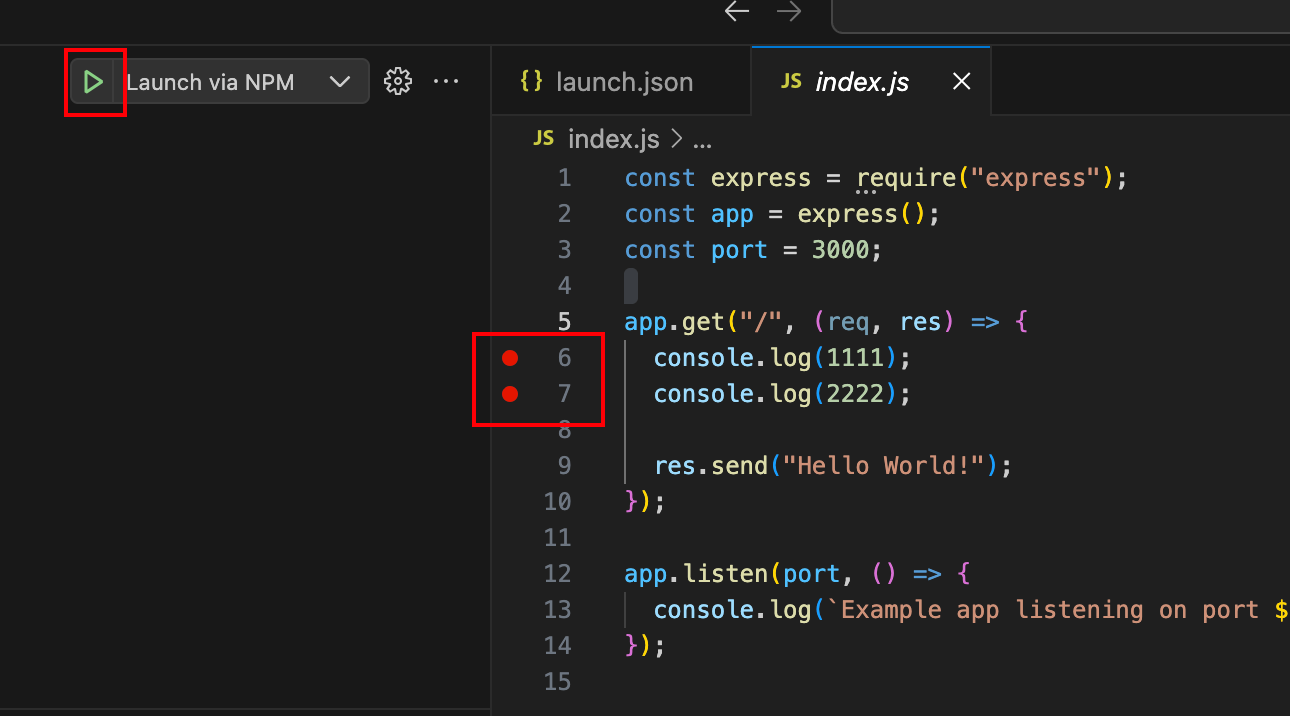 Launch via NPM
{} launch.json
JS index.js
JS index.js > ...
1 const express = require("express");
2 const app = express();
3 const port = 3000;
4
5 app.get("/", (req, res) => {
6 console.log(1111);
7 console.log(2222);
8
9 res.send("Hello World!");
10 });
11
12 app.listen(port, () => {
13 console.log(`Example app listening on port $
14 });
15